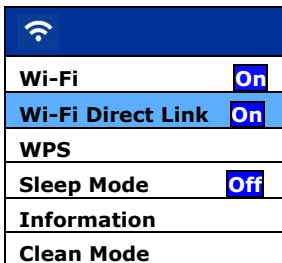 Wi-Fi On
Wi-Fi Direct Link On
WPS
Sleep Mode Off
Information
Clean Mode